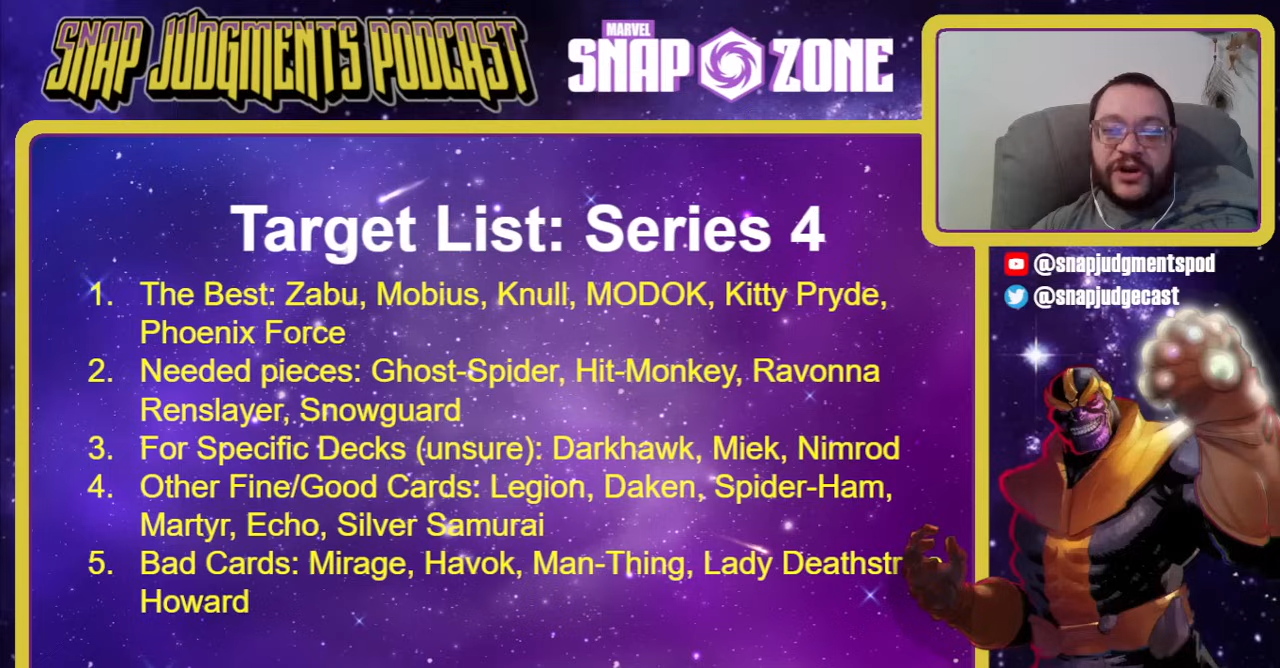 SNAP JUDGMENTS PODCAST
MARVEL
SNAP ZONE
Target List: Series 4
1. The Best: Zabu, Mobius, Knull, MODOK, Kitty Pryde,
Phoenix Force
2. Needed pieces: Ghost-Spider, Hit-Monkey, Ravonna
Renslayer, Snowguard
3. For Specific Decks (unsure): Darkhawk, Miek, Nimrod
4. Other Fine/Good Cards: Legion, Daken, Spider-Ham,
Martyr, Echo, Silver Samurai
5. Bad Cards: Mirage, Havok, Man-Thing, Lady
Howard
@snapjudgmentspod
@snapjudgecast